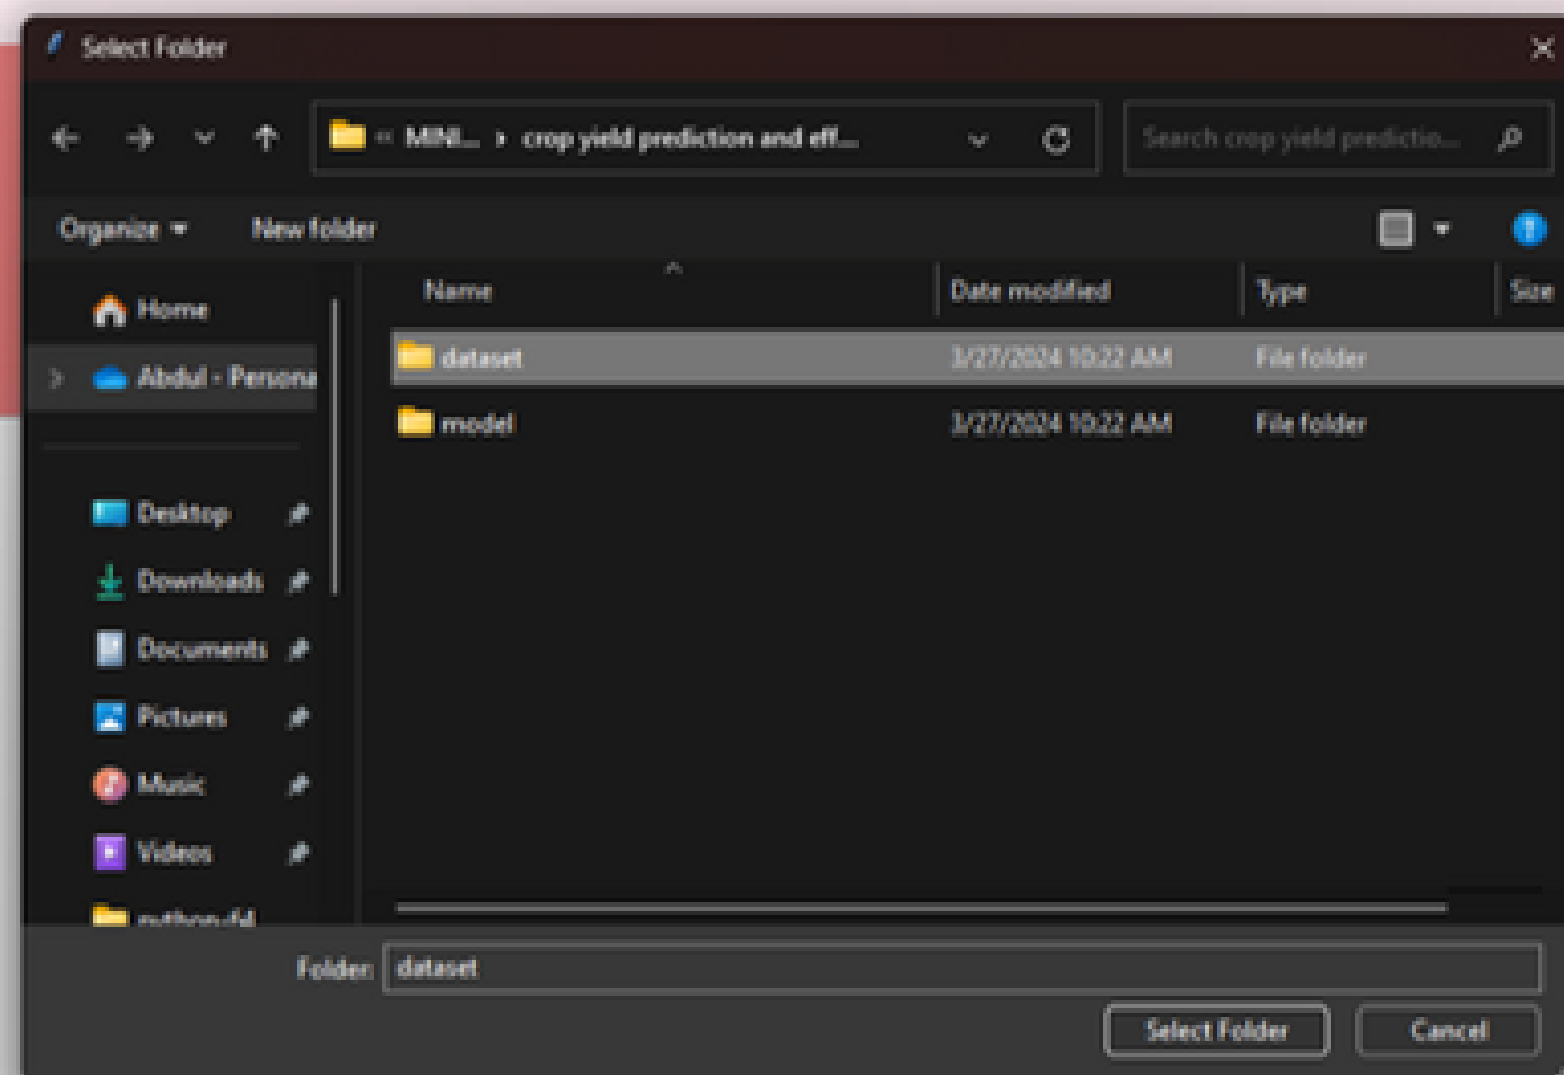 Select Folder
MINI... > crop yield prediction and eff...
Search crop yield predictio...
Organize New folder
Name Date modified Type Size
Home
dataset 3/27/2024 10:22 AM File folder
Abdul - Persona
model 3/27/2024 10:22 AM File folder
Desktop
Downloads
Documents
Pictures
Music
Videos
Folder: dataset
Select Folder Cancel